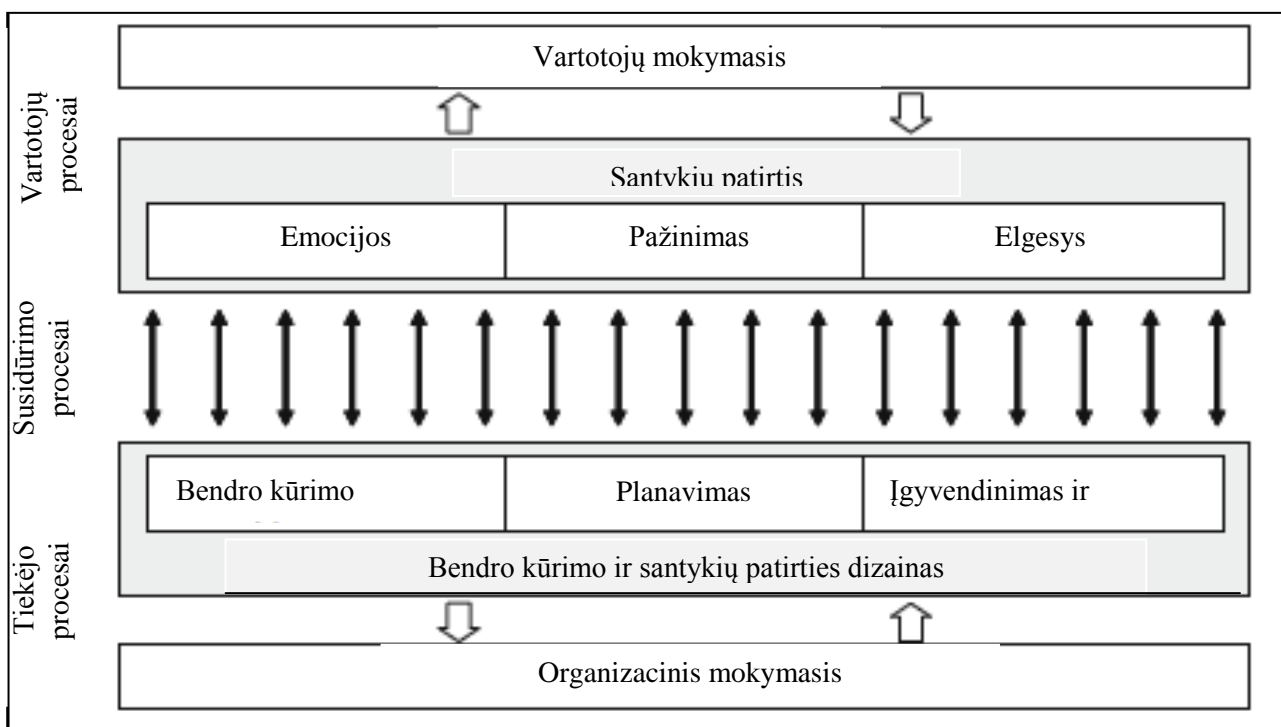 Vartotojų mokymasis
Vartotojų
procesai
Santykių patirtis
Emocijos
Pažinimas
Elgesys
Susidūrimo
procesai
Bendro kūrimo
Planavimas
Įgyvendinimas ir
Bendro kūrimo ir santykių patirties dizainas
Tiekėjo
procesai
Organizacinis mokymasis